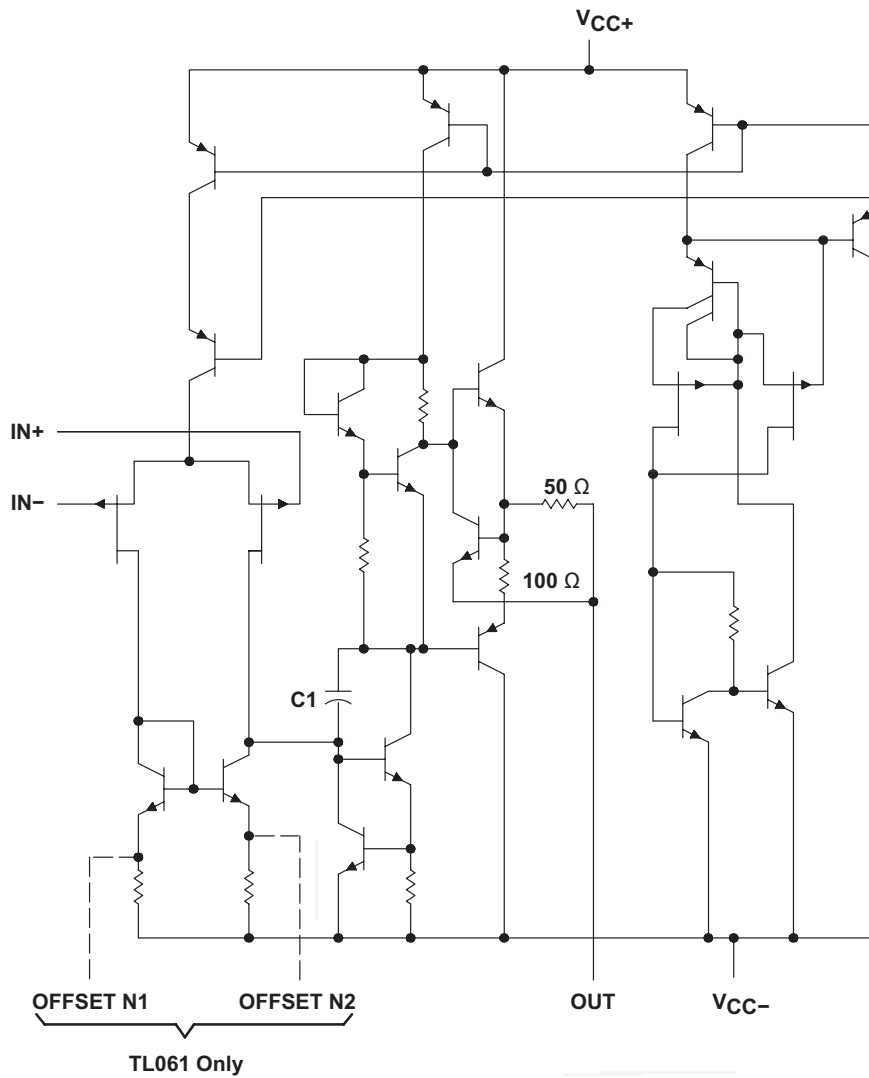 VCC+
IN+
IN−
50 Ω
100 Ω
C1
OFFSET N1
OFFSET N2
OUT
VCC−
TL061 Only